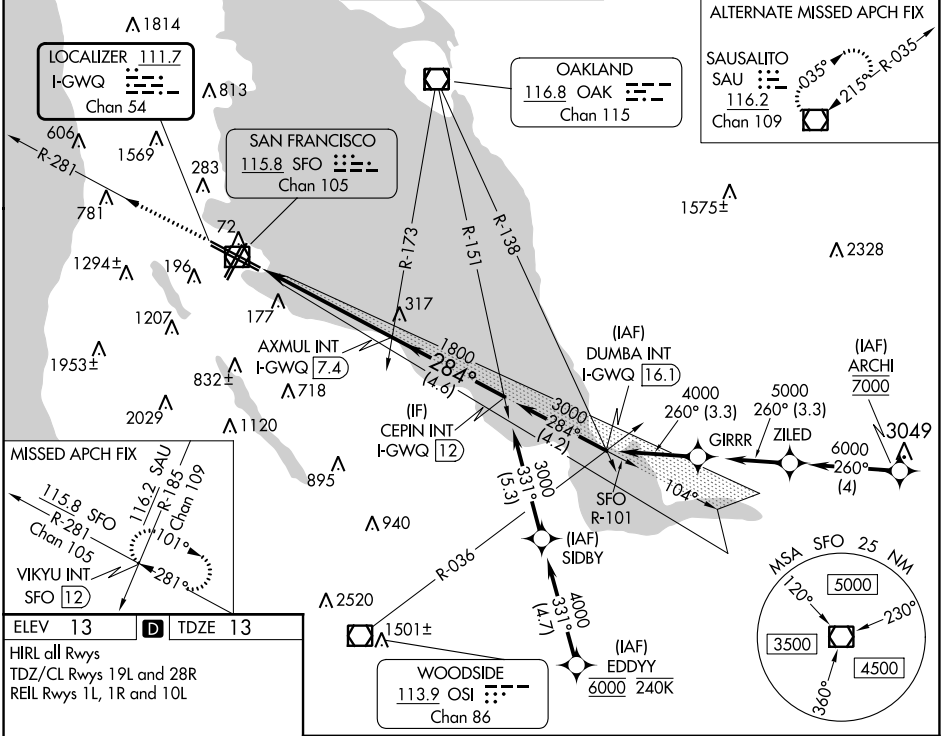 1814
LOCALIZER 111.7
I-GWQ
Chan 54
813
606
1569
R-281
283
781
SAN FRANCISCO
115.8 SFO
Chan 105
72
1294±
196
177
1207
1953±
832±
718
2029
1120
895
940
2520
1501±
317
OAKLAND
116.8 OAK
Chan 115
R-173
R-151
R-138
ALTERNATE MISSED APCH FIX
SAUSALITO
SAU
116.2
Chan 109
035°
215°
R-035
1575±
2328
AXMUL INT
I-GWQ 7.4
1800
284°
(4.6)
(IF)
CEPIN INT
I-GWQ 12
3000
284°
(4.2)
(IAF)
DUMBA INT
I-GWQ 16.1
4000
260° (3.3)
GIRRR
5000
260° (3.3)
ZILED
(IAF)
ARCHI
7000
3049
6000
260°
(4)
SFO
R-101
104°
3000
331°
(5.3)
(IAF)
SIDBY
R-036
4000
331°
(4.7)
(IAF)
EDDYY
6000 240K
WOODSIDE
113.9 OSI
Chan 86
MISSED APCH FIX
115.8 SFO
R-281
Chan 105
116.2 SAU
R-185
Chan 109
101°
281°
VIKYU INT
SFO 12
MSA SFO 25 NM
120°
5000
230°
3500
4500
360°
ELEV 13
D
TDZE 13
HIRL all Rwys
TDZ/CL Rwys 19L and 28R
REIL Rwys 1L, 1R and 10L